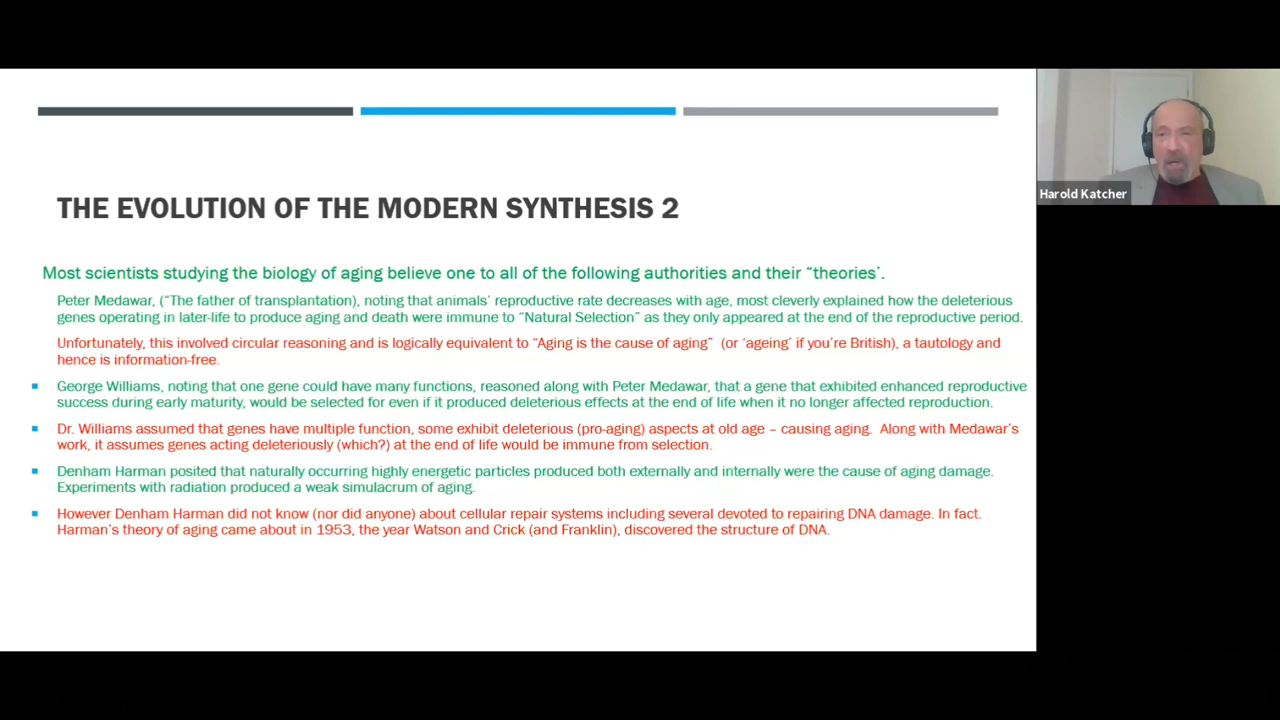 THE EVOLUTION OF THE MODERN SYNTHESIS 2
Most scientists studying the biology of aging believe one to all of the following authorities and their “theories’.
Peter Medawar, (“The father of transplantation), noting that animals’ reproductive rate decreases with age, most cleverly explained how the deleterious
genes operating in later-life to produce aging and death were immune to “Natural Selection” as they only appeared at the end of the reproductive period.
Unfortunately, this involved circular reasoning and is logically equivalent to “Aging is the cause of aging” (or ‘ageing’ if you’re British), a tautology and
hence is information-free.
George Williams, noting that one gene could have many functions, reasoned along with Peter Medawar, that a gene that exhibited enhanced reproductive
success during early maturity, would be selected for even if it produced deleterious effects at the end of life when it no longer affected reproduction.
Dr. Williams assumed that genes have multiple function, some exhibit deleterious (pro-aging) aspects at old age – causing aging. Along with Medawar’s
work, it assumes genes acting deleteriously (which?) at the end of life would be immune from selection.
Denham Harman posited that naturally occurring highly energetic particles produced both externally and internally were the cause of aging damage.
Experiments with radiation produced a weak simulacrum of aging.
However Denham Harman did not know (nor did anyone) about cellular repair systems including several devoted to repairing DNA damage. In fact.
Harman’s theory of aging came about in 1953, the year Watson and Crick (and Franklin), discovered the structure of DNA.
Harold Katcher